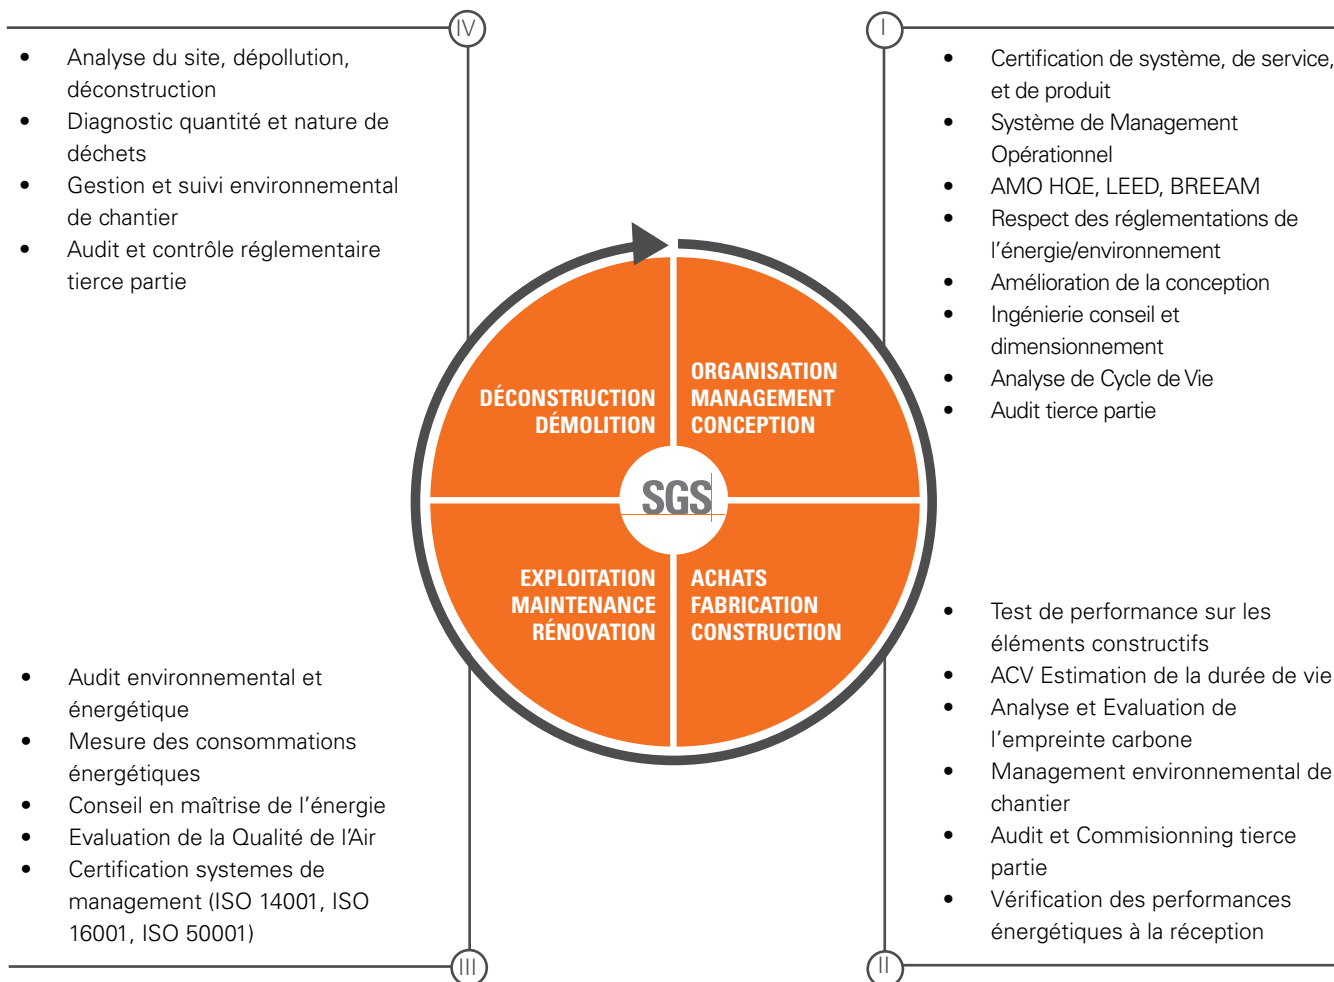 IV
• Analyse du site, dépollution,
déconstruction
• Diagnostic quantité et nature de
déchets
• Gestion et suivi environnemental
de chantier
• Audit et contrôle réglementaire
tierce partie
I
• Certification de système, de service,
et de produit
• Système de Management
Opérationnel
• AMO HQE, LEED, BREEAM
• Respect des réglementations de
l’énergie/environnement
• Amélioration de la conception
• Ingénierie conseil et
dimensionnement
• Analyse de Cycle de Vie
• Audit tierce partie
DÉCONSTRUCTION
DÉMOLITION
ORGANISATION
MANAGEMENT
CONCEPTION
SGS
EXPLOITATION
MAINTENANCE
RÉNOVATION
ACHATS
FABRICATION
CONSTRUCTION
• Audit environnemental et
énergétique
• Mesure des consommations
énergétiques
• Conseil en maîtrise de l’énergie
• Evaluation de la Qualité de l’Air
• Certification systemes de
management (ISO 14001, ISO
16001, ISO 50001)
III
• Test de performance sur les
éléments constructifs
• ACV Estimation de la durée de vie
• Analyse et Evaluation de
l’empreinte carbone
• Management environnemental de
chantier
• Audit et Commisionning tierce
partie
• Vérification des performances
énergétiques à la réception
II